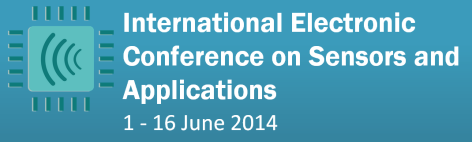 International Electronic
Conference on Sensors and
Applications
1 - 16 June 2014